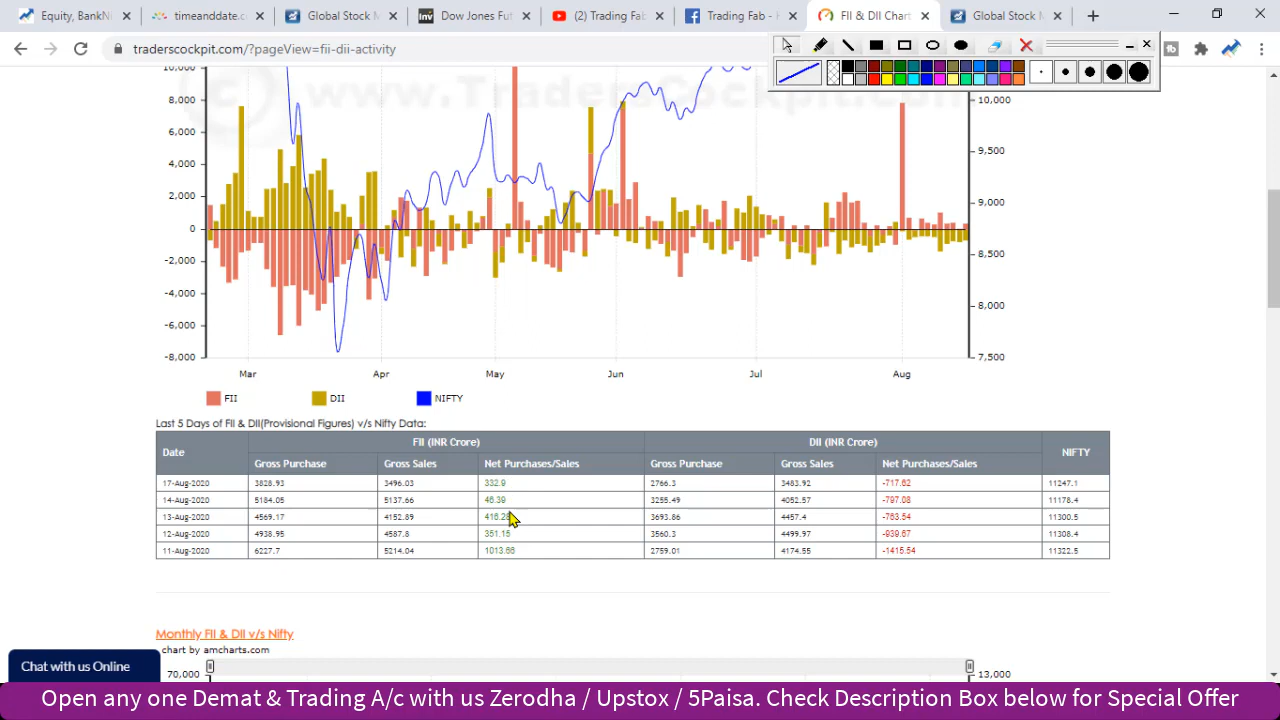 Equity, BankNi
timeanddate.c
Global Stock M
Inv
Dow Jones Fut
(2) Trading Fab
Trading Fab - H
FII & DII Chart
Global Stock M
traderscockpit.com/?pageView=fii-dii-activity
10,000
8,000
6,000
4,000
2,000
0
-2,000
-4,000
-6,000
-8,000
10,000
9,500
9,000
8,500
8,000
7,500
Mar Apr May Jun Jul Aug
FII DII NIFTY
Last 5 Days of FII & DII(Provisional Figures) v/s Nifty Data:
Date FII (INR Crore) DII (INR Crore) NIFTY
Gross Purchase Gross Sales Net Purchases/Sales Gross Purchase Gross Sales Net Purchases/Sales
17-Aug-2020 3828.93 3496.03 332.9 2766.3 3483.92 -717.62 11247.1
14-Aug-2020 5184.05 5137.66 46.39 3255.49 4052.57 -797.08 11178.4
13-Aug-2020 4569.17 4152.89 416.28 3693.86 4457.4 -763.54 11300.5
12-Aug-2020 4938.95 4587.8 351.15 3560.3 4499.97 -939.67 11308.4
11-Aug-2020 6227.7 5214.04 1013.66 2759.01 4174.55 -1415.54 11322.5
Monthly FII & DII v/s Nifty
chart by amcharts.com
70,000
13,000
Chat with us Online
Open any one Demat & Trading A/c with us Zerodha / Upstox / 5Paisa. Check Description Box below for Special Offer